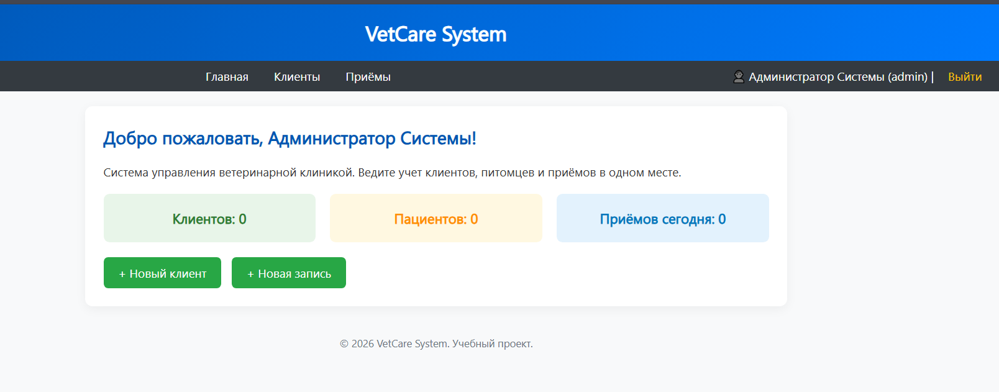 VetCare System
Главная Клиенты Приёмы Администратор Системы (admin) | Выйти
Добро пожаловать, Администратор Системы!
Система управления ветеринарной клиникой. Ведите учет клиентов, питомцев и приёмов в одном месте.
Клиентов: 0 Пациентов: 0 Приёмов сегодня: 0
+ Новый клиент + Новая запись
© 2026 VetCare System. Учебный проект.